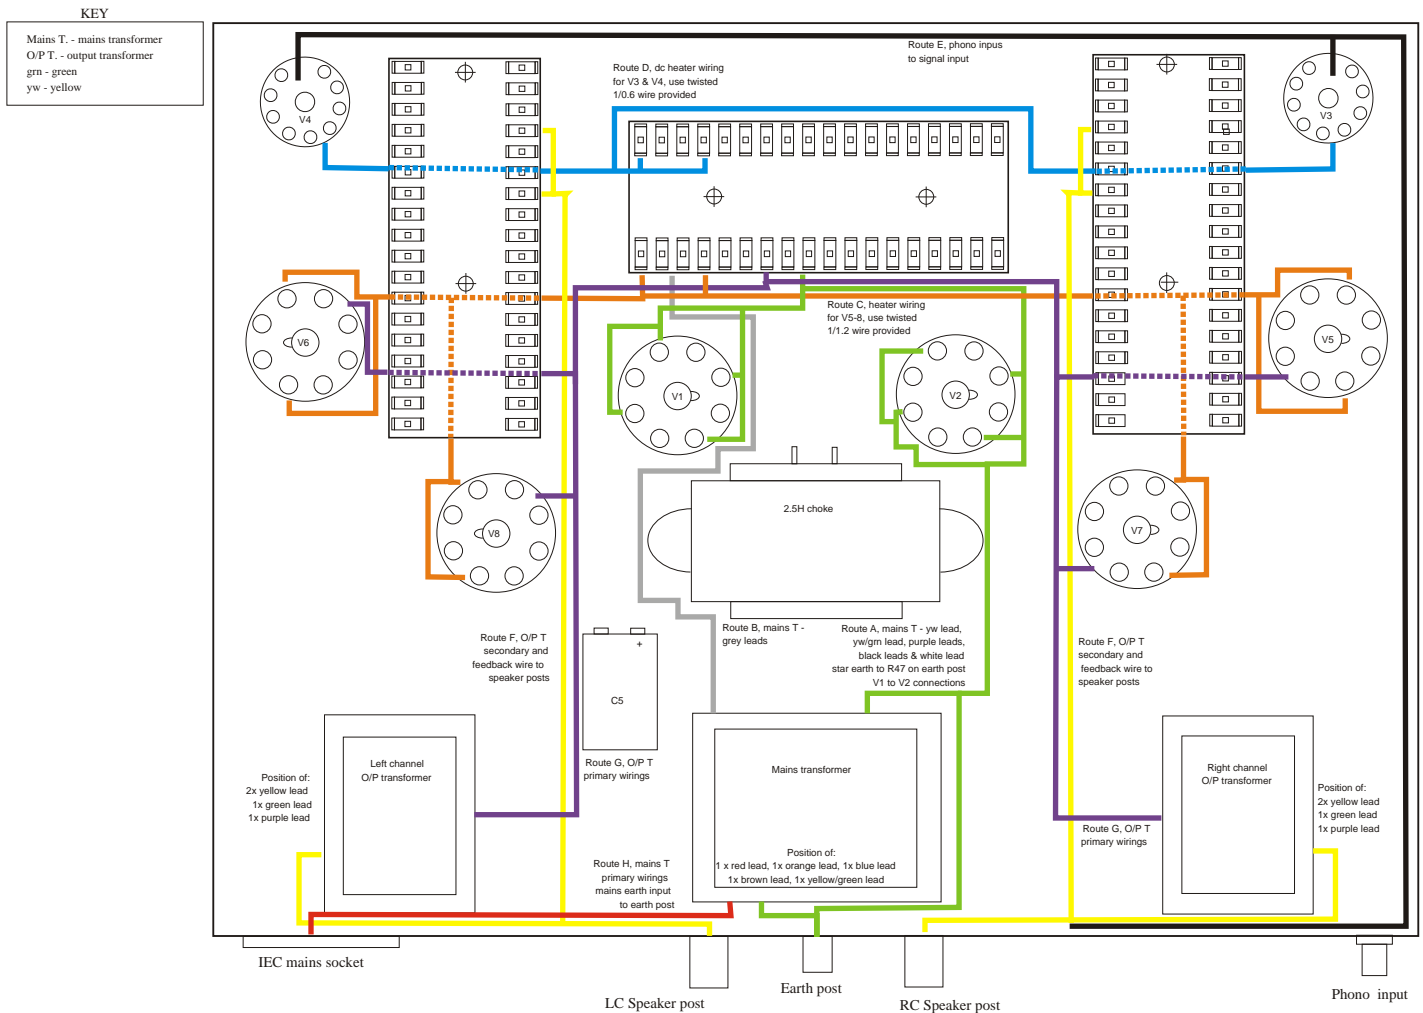 KEY
Mains T. - mains transformer
O/P T. - output transformer
grn - green
yw - yellow
Route E, phono inpus
to signal input
Route D, dc heater wiring
for V3 & V4, use twisted
1/0.6 wire provided
V4
V3
Route C, heater wiring
for V5-8, use twisted
1/1.2 wire provided
V6
V5
V1
V2
2.5H choke
V8
V7
Route B, mains T -
grey leads
Route A, mains T - yw lead,
yw/grn lead, purple leads,
black leads & white lead
star earth to R47 on earth post
V1 to V2 connections
Route F, O/P T
secondary and
feedback wire to
speaker posts
Route F, O/P T
secondary and
feedback wire to
speaker posts
+
C5
Route G, O/P T
primary wirings
Left channel
O/P transformer
Mains transformer
Right channel
O/P transformer
Position of:
2x yellow lead
1x green lead
1x purple lead
Position of:
2x yellow lead
1x green lead
1x purple lead
Route G, O/P T
primary wirings
Route H, mains T
primary wirings
mains earth input
to earth post
Position of:
1 x red lead, 1x orange lead, 1x blue lead
1x brown lead, 1x yellow/green lead
IEC mains socket
LC Speaker post
Earth post
RC Speaker post
Phono input